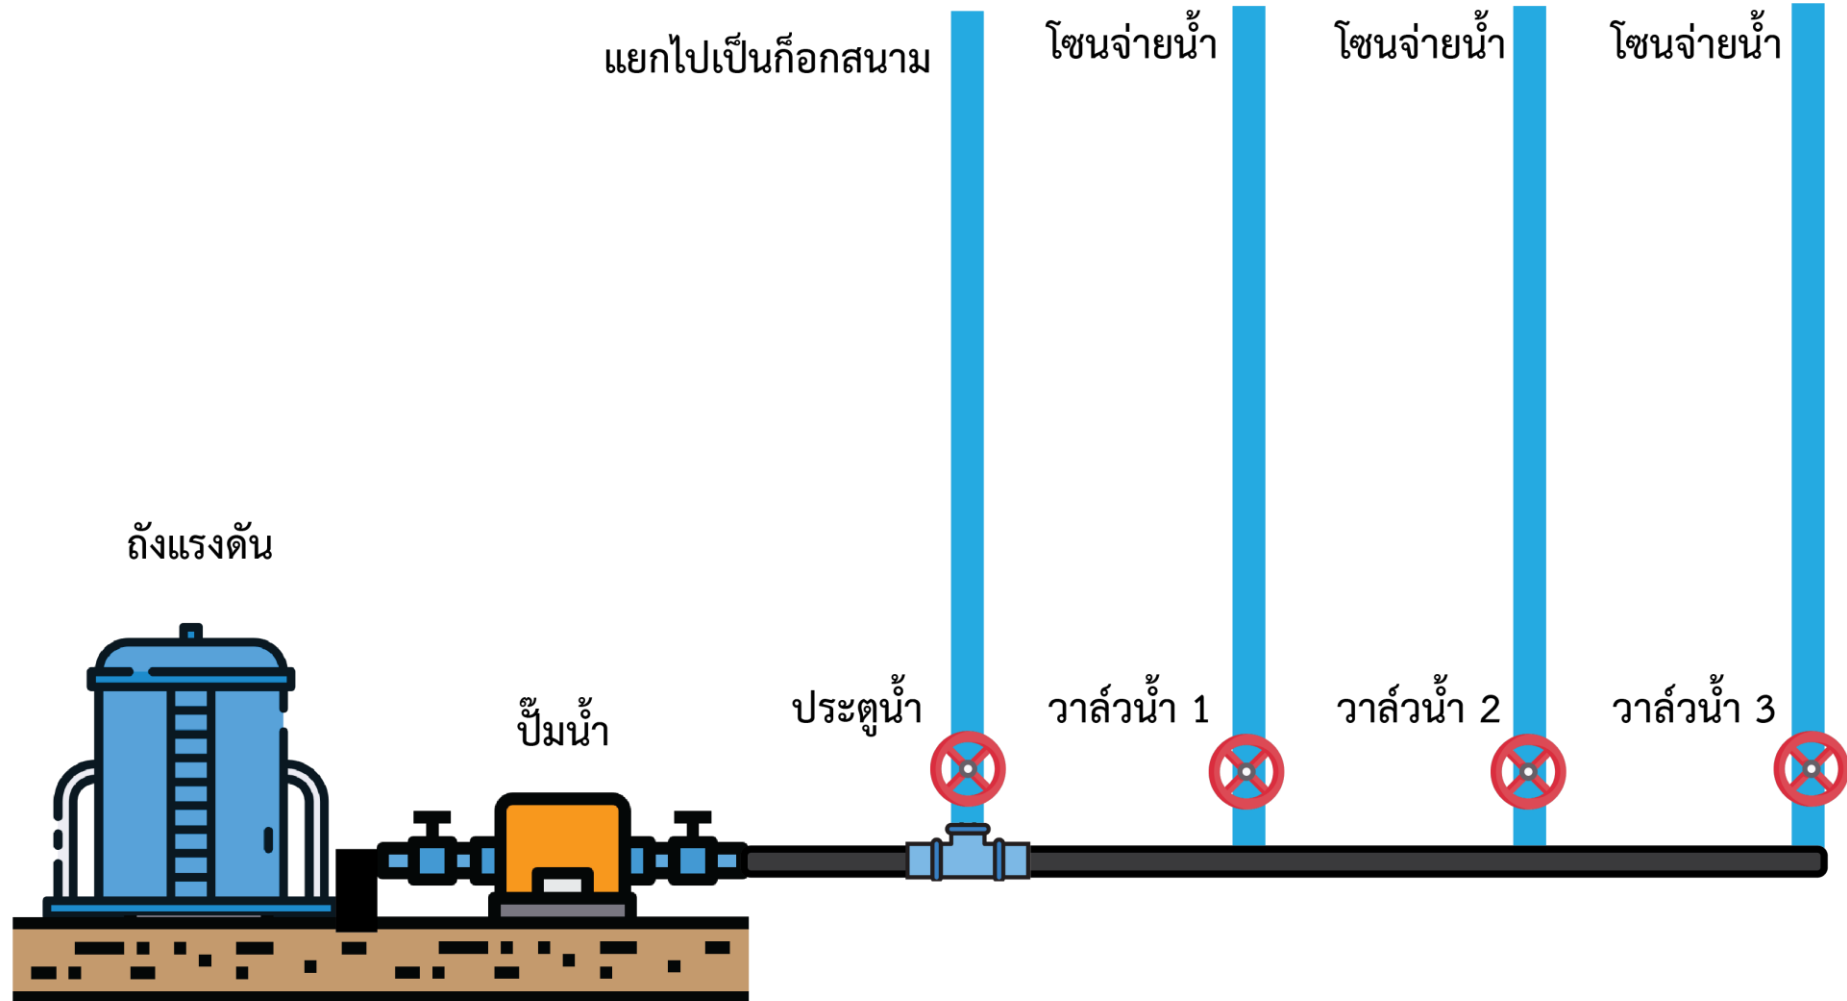 แยกไปเป็นก็อกสนาม
โซนจ่ายน้ำ
โซนจ่ายน้ำ
โซนจ่ายน้ำ
ถังแรงดัน
ปั๊มน้ำ
ประตูน้ำ
วาล์วน้ำ 1
วาล์วน้ำ 2
วาล์วน้ำ 3